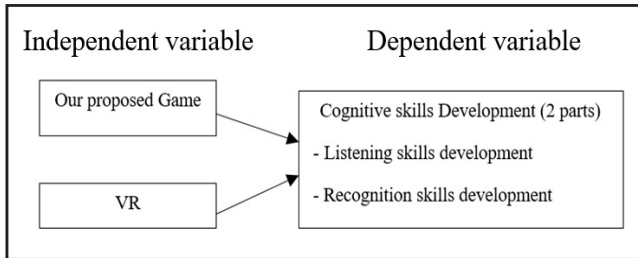 Independent variable
Dependent variable
Our proposed Game
VR
Cognitive skills Development (2 parts)
- Listening skills development
- Recognition skills development